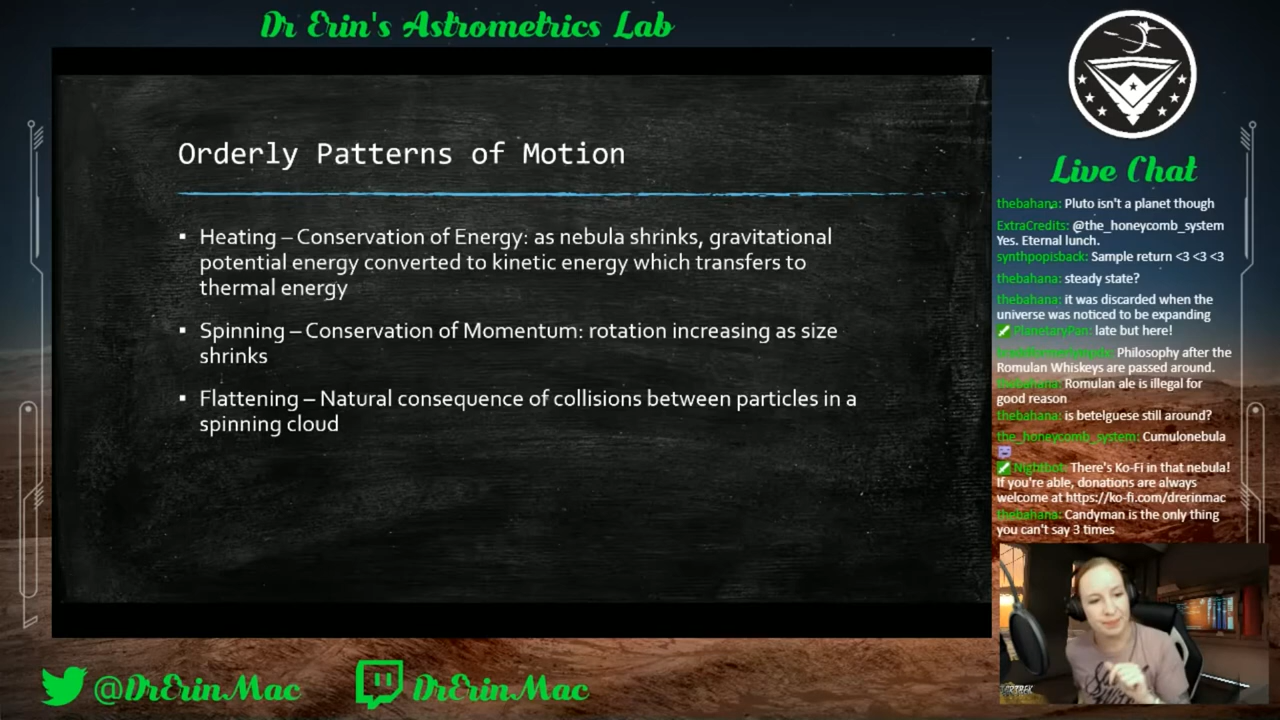 Dr Erin's Astrometrics Lab
Orderly Patterns of Motion
▪ Heating – Conservation of Energy: as nebula shrinks, gravitational
potential energy converted to kinetic energy which transfers to
thermal energy
▪ Spinning – Conservation of Momentum: rotation increasing as size
shrinks
▪ Flattening – Natural consequence of collisions between particles in a
spinning cloud
Live Chat
thebahana: Pluto isn't a planet though
ExtraCredits: @the_honeycomb_system
Yes. Eternal lunch.
synthpopisback: Sample return <3 <3 <3
thebahana: steady state?
thebahana: it was discarded when the
universe was noticed to be expanding
PlanetaryPan: late but here!
Philosophy after the
Romulan Whiskeys are passed around.
thebahana: Romulan ale is illegal for
good reason
thebahana: is betelguese still around?
the_honeycomb_system: Cumulonebula
Nightbot: There's Ko-Fi in that nebula!
If you're able, donations are always
welcome at https://ko-fi.com/drerinmac
thebahana: Candyman is the only thing
you can't say 3 times
@DrErinMac
DrErinMac